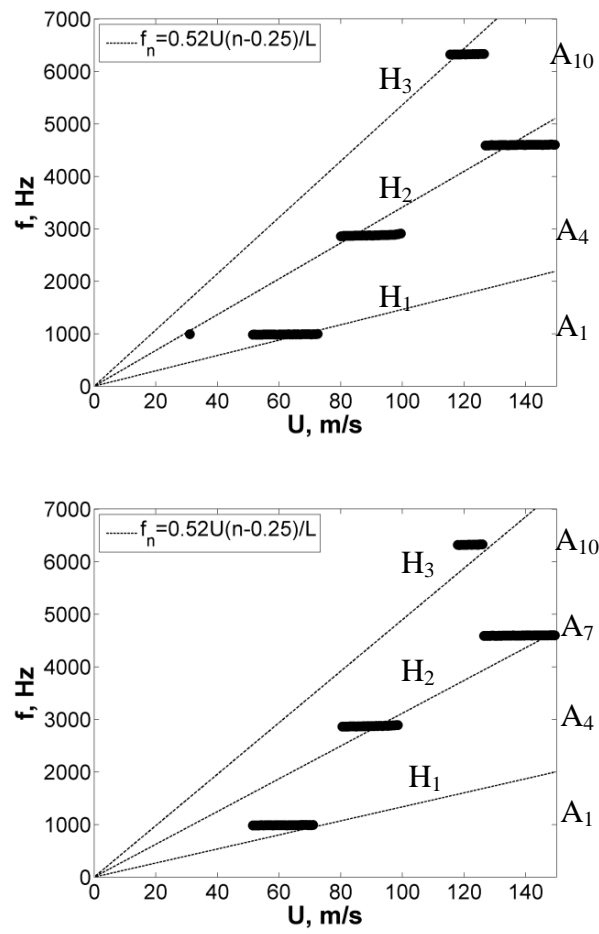 7000
6000
5000
4000
3000
2000
1000
0
f, Hz
fₙ=0.52U(n-0.25)/L
H₃
H₂
H₁
A₁₀
A₄
A₁
0 20 40 60 80 100 120 140
U, m/s
7000
6000
5000
4000
3000
2000
1000
0
f, Hz
fₙ=0.52U(n-0.25)/L
H₃
H₂
H₁
A₁₀
A₇
A₄
A₁
0 20 40 60 80 100 120 140
U, m/s